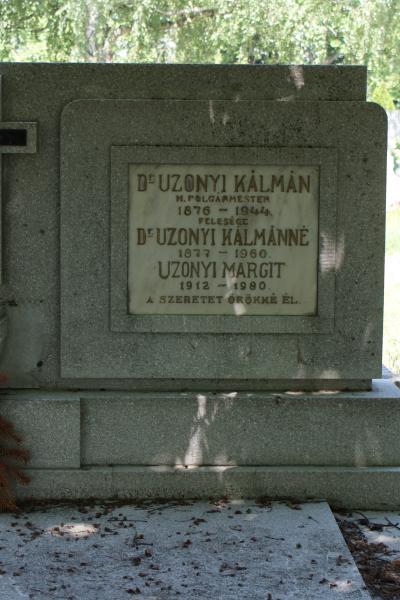 Dr UZONYI KÁLMÁN
H. POLGÁRMESTER
1876 - 1944.
FELESÉGE
Dr UZONYI KÁLMÁNNÉ
1877 - 1960.
UZONYI MARGIT
1912 - 1980.
A SZERETET ÖRÖKKÉ ÉL.